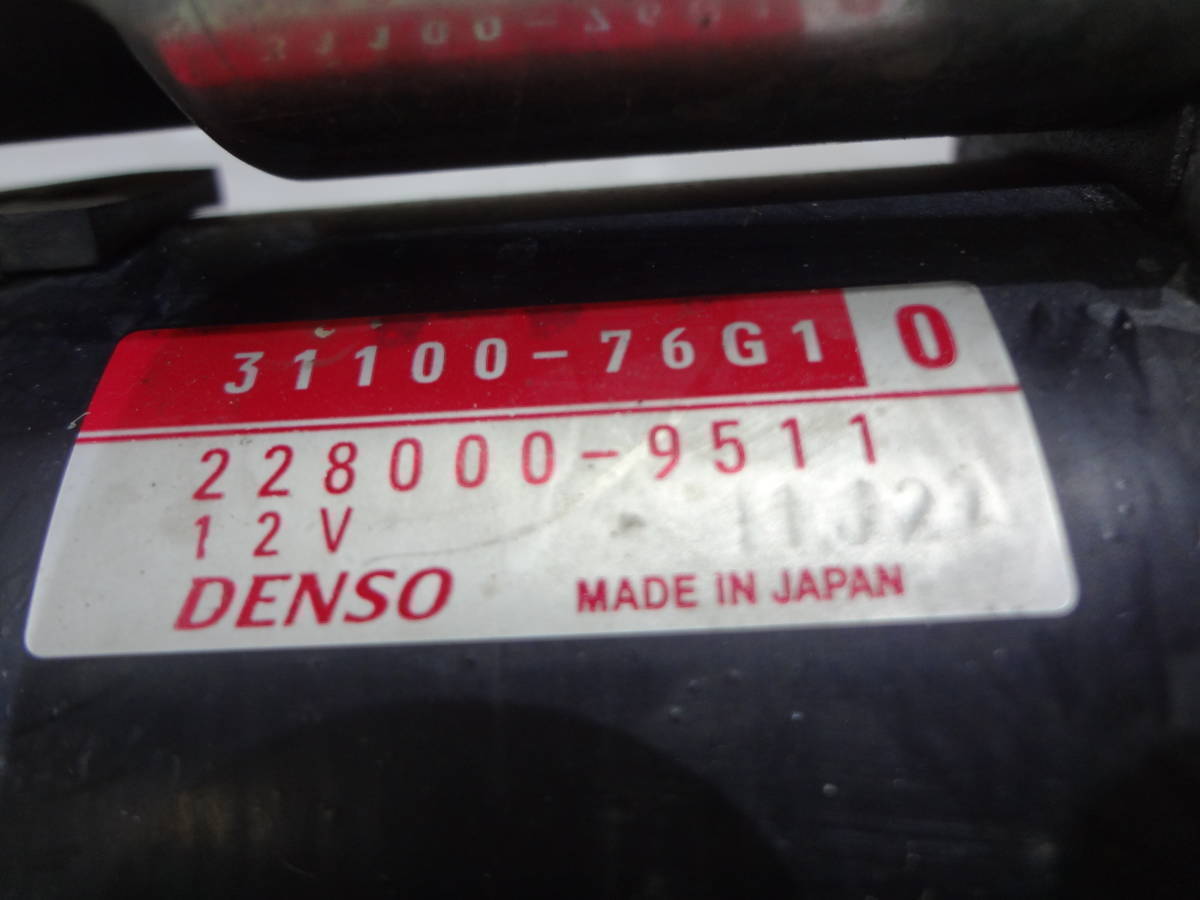 31100-76G1 0
228000-9511
12V
DENSO MADE IN JAPAN